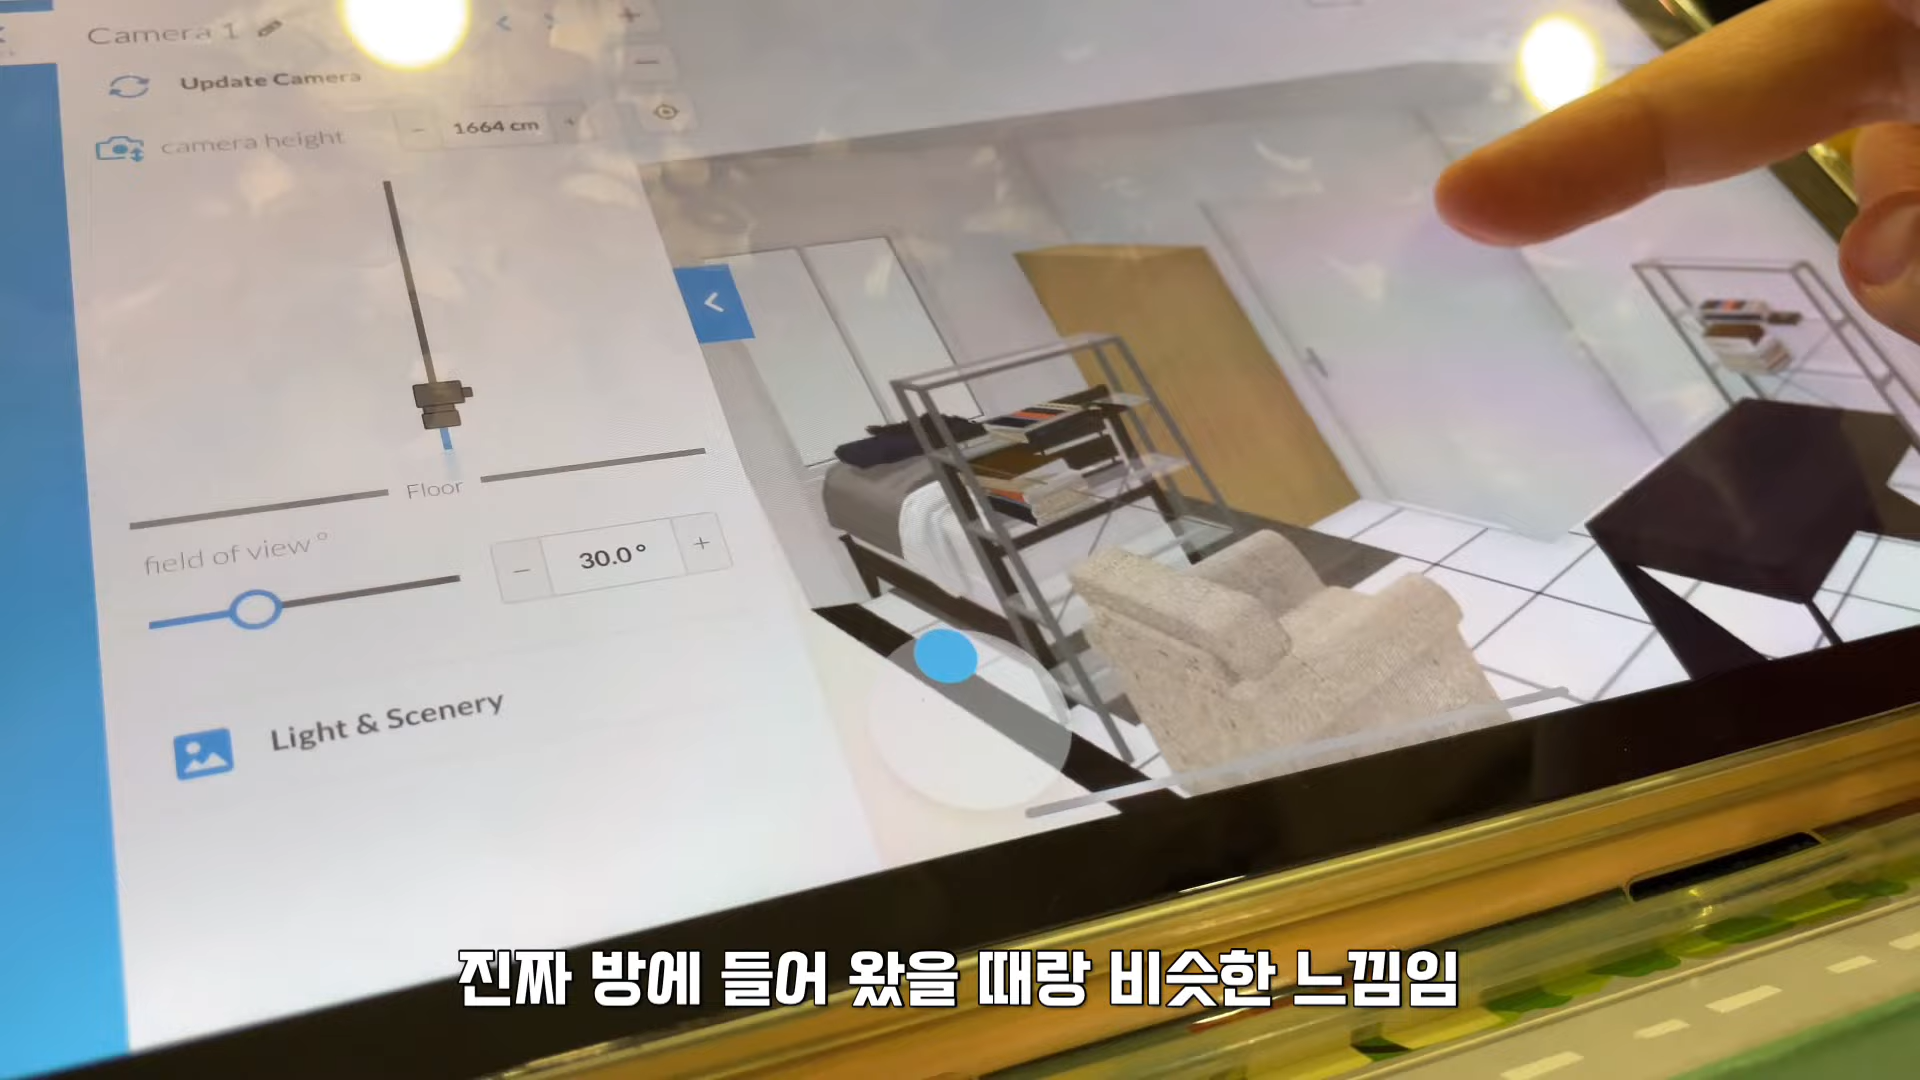 Camera 1
Update Camera
camera height
1664 cm
Floor
field of view °
30.0°
Light & Scenery
진짜 방에 들어 왔을 때랑 비슷한 느낌임